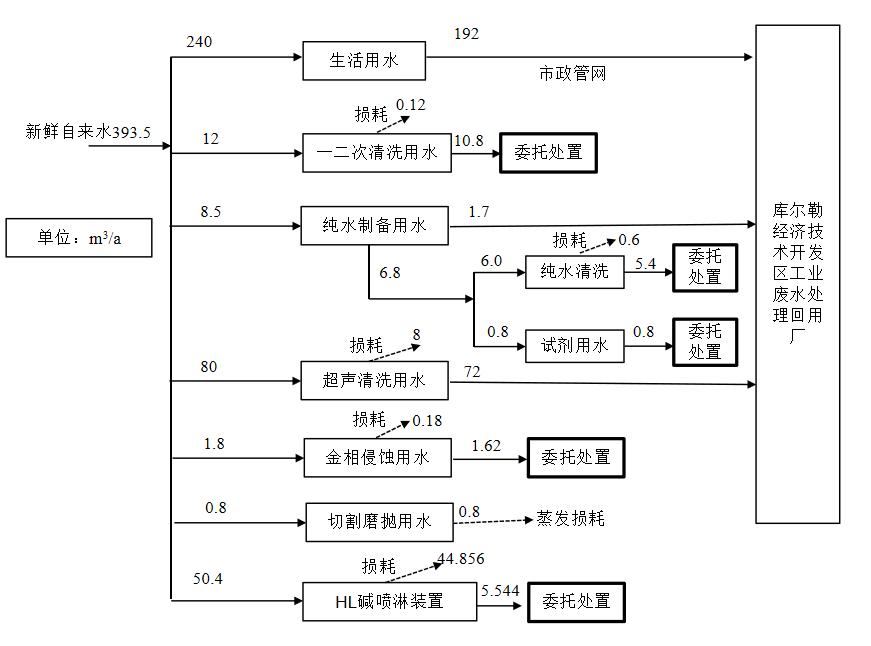 240
生活用水
192
市政管网
新鲜自来水393.5
12
损耗
0.12
一二次清洗用水
10.8
委托处置
单位：m³/a
8.5
纯水制备用水
1.7
6.8
6.0
损耗
0.6
纯水清洗
5.4
委托
处置
0.8
试剂用水
0.8
委托
处置
库尔勒
经济技
术开发
区工业
废水处
理回用
厂
80
损耗
8
超声清洗用水
72
1.8
损耗
0.18
金相侵蚀用水
1.62
委托处置
0.8
切割磨抛用水
0.8
蒸发损耗
50.4
损耗
44.856
HL碱喷淋装置
5.544
委托处置